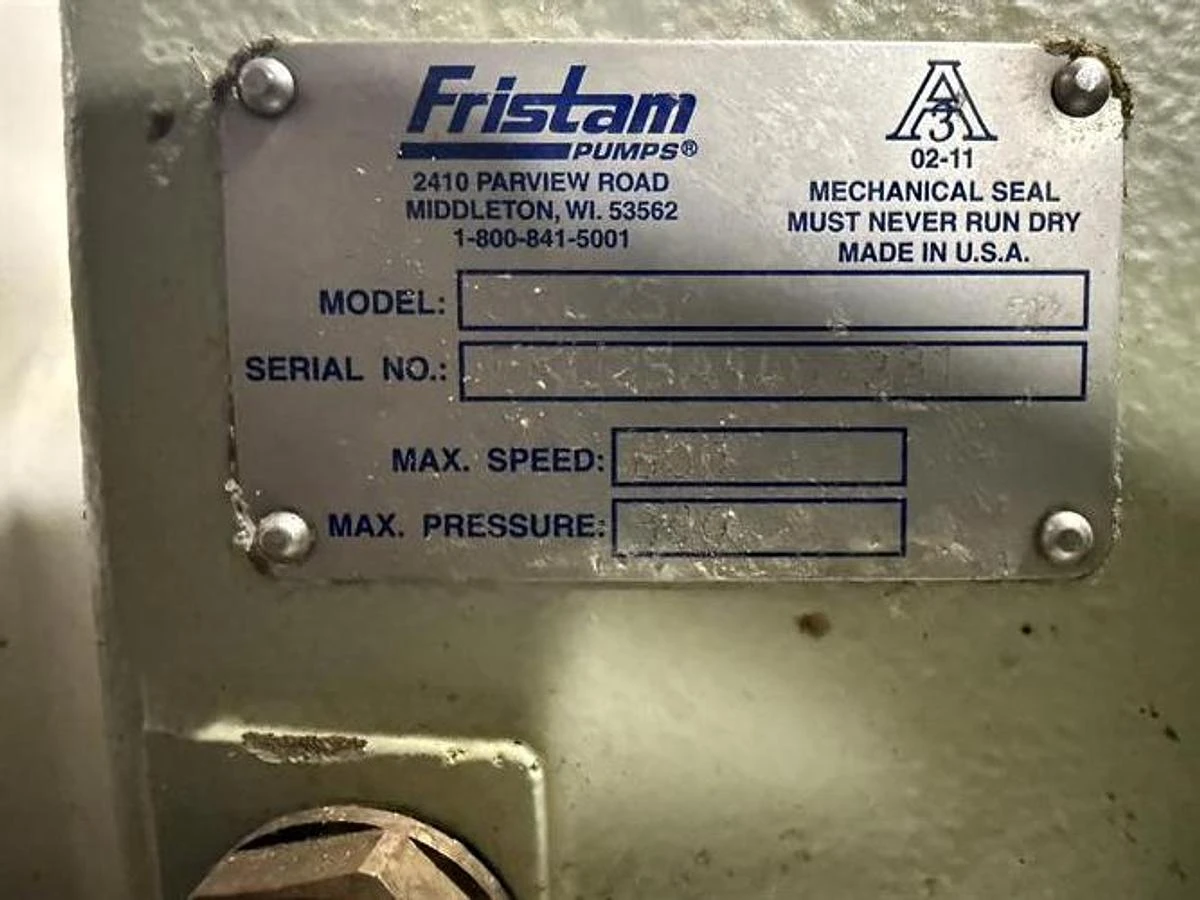 Fristam
PUMPS®
2410 PARVIEW ROAD
MIDDLETON, WI. 53562
1-800-841-5001
A
3
02-11
MECHANICAL SEAL
MUST NEVER RUN DRY
MADE IN U.S.A.
MODEL:
SERIAL NO.:
MAX. SPEED:
MAX. PRESSURE: